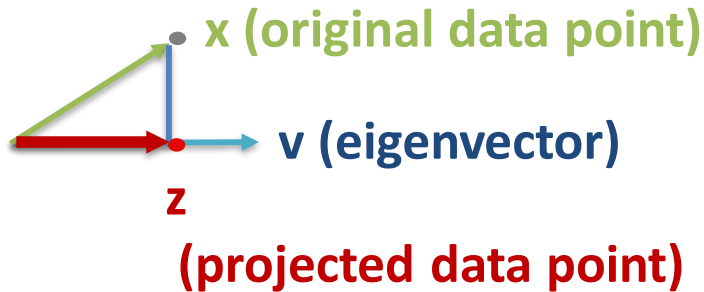 x (original data point)
v (eigenvector)
z
(projected data point)